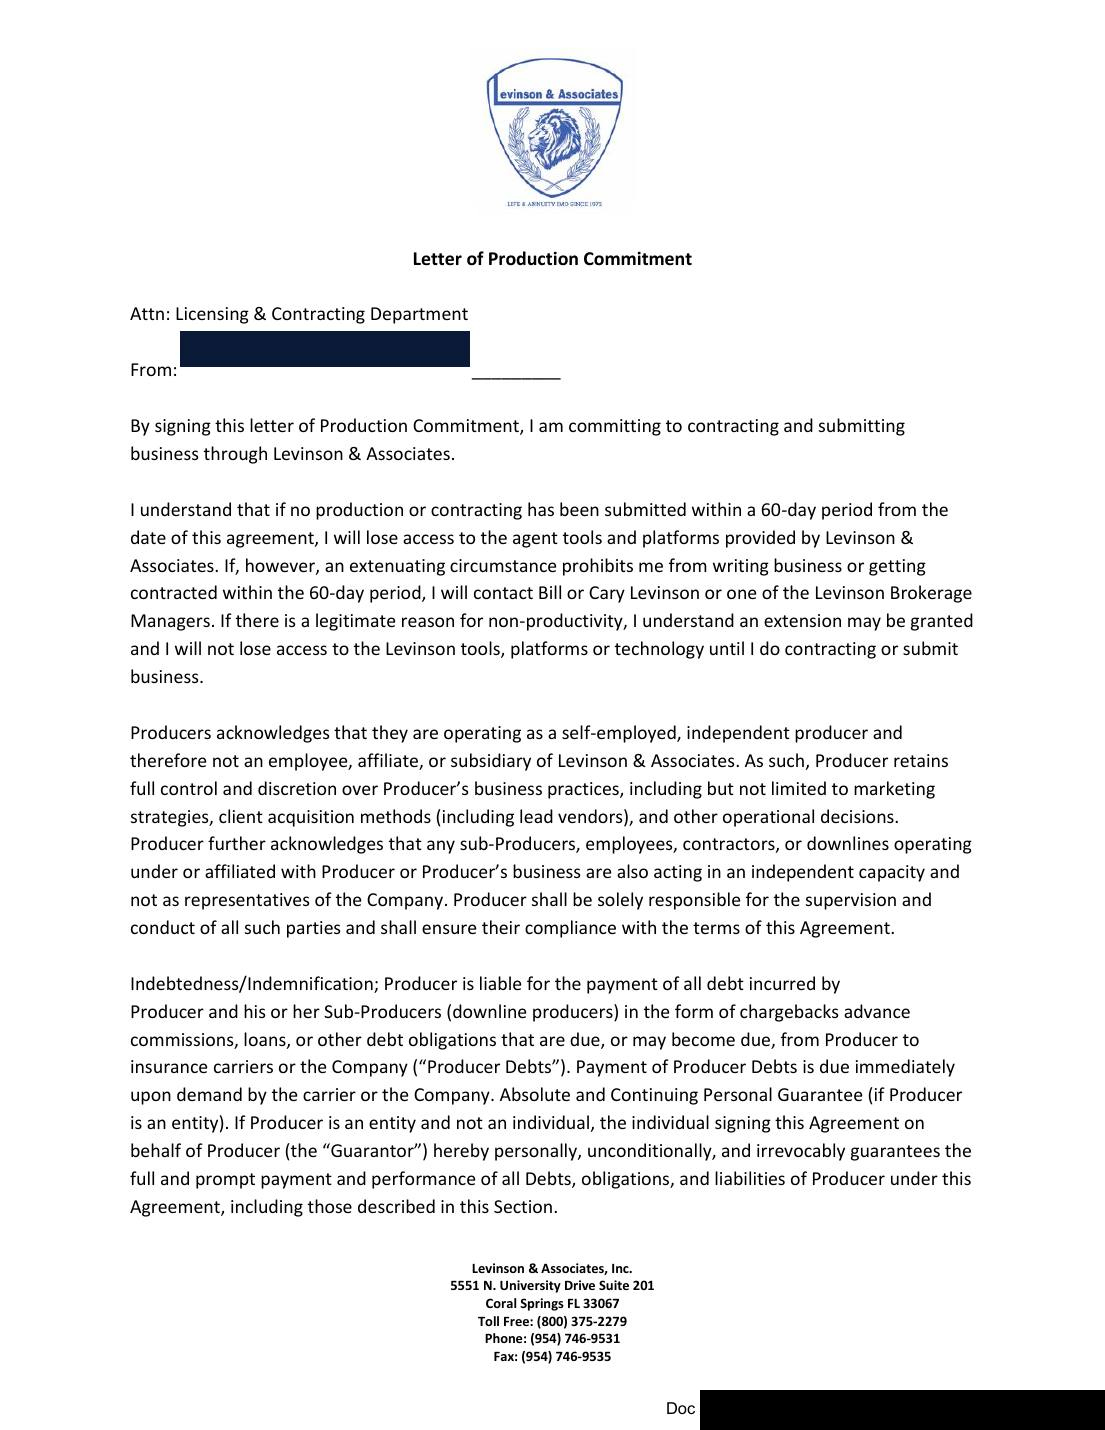 Levinson & Associates
LIFE & ANNUITY IMO SINCE 1973
Letter of Production Commitment
Attn: Licensing & Contracting Department
From: _________
By signing this letter of Production Commitment, I am committing to contracting and submitting
business through Levinson & Associates.
I understand that if no production or contracting has been submitted within a 60-day period from the
date of this agreement, I will lose access to the agent tools and platforms provided by Levinson &
Associates. If, however, an extenuating circumstance prohibits me from writing business or getting
contracted within the 60-day period, I will contact Bill or Cary Levinson or one of the Levinson Brokerage
Managers. If there is a legitimate reason for non-productivity, I understand an extension may be granted
and I will not lose access to the Levinson tools, platforms or technology until I do contracting or submit
business.
Producers acknowledges that they are operating as a self-employed, independent producer and
therefore not an employee, affiliate, or subsidiary of Levinson & Associates. As such, Producer retains
full control and discretion over Producer’s business practices, including but not limited to marketing
strategies, client acquisition methods (including lead vendors), and other operational decisions.
Producer further acknowledges that any sub-Producers, employees, contractors, or downlines operating
under or affiliated with Producer or Producer’s business are also acting in an independent capacity and
not as representatives of the Company. Producer shall be solely responsible for the supervision and
conduct of all such parties and shall ensure their compliance with the terms of this Agreement.
Indebtedness/Indemnification; Producer is liable for the payment of all debt incurred by
Producer and his or her Sub-Producers (downline producers) in the form of chargebacks advance
commissions, loans, or other debt obligations that are due, or may become due, from Producer to
insurance carriers or the Company (“Producer Debts”). Payment of Producer Debts is due immediately
upon demand by the carrier or the Company. Absolute and Continuing Personal Guarantee (if Producer
is an entity). If Producer is an entity and not an individual, the individual signing this Agreement on
behalf of Producer (the “Guarantor”) hereby personally, unconditionally, and irrevocably guarantees the
full and prompt payment and performance of all Debts, obligations, and liabilities of Producer under this
Agreement, including those described in this Section.
Levinson & Associates, Inc.
5551 N. University Drive Suite 201
Coral Springs FL 33067
Toll Free: (800) 375-2279
Phone: (954) 746-9531
Fax: (954) 746-9535
Doc